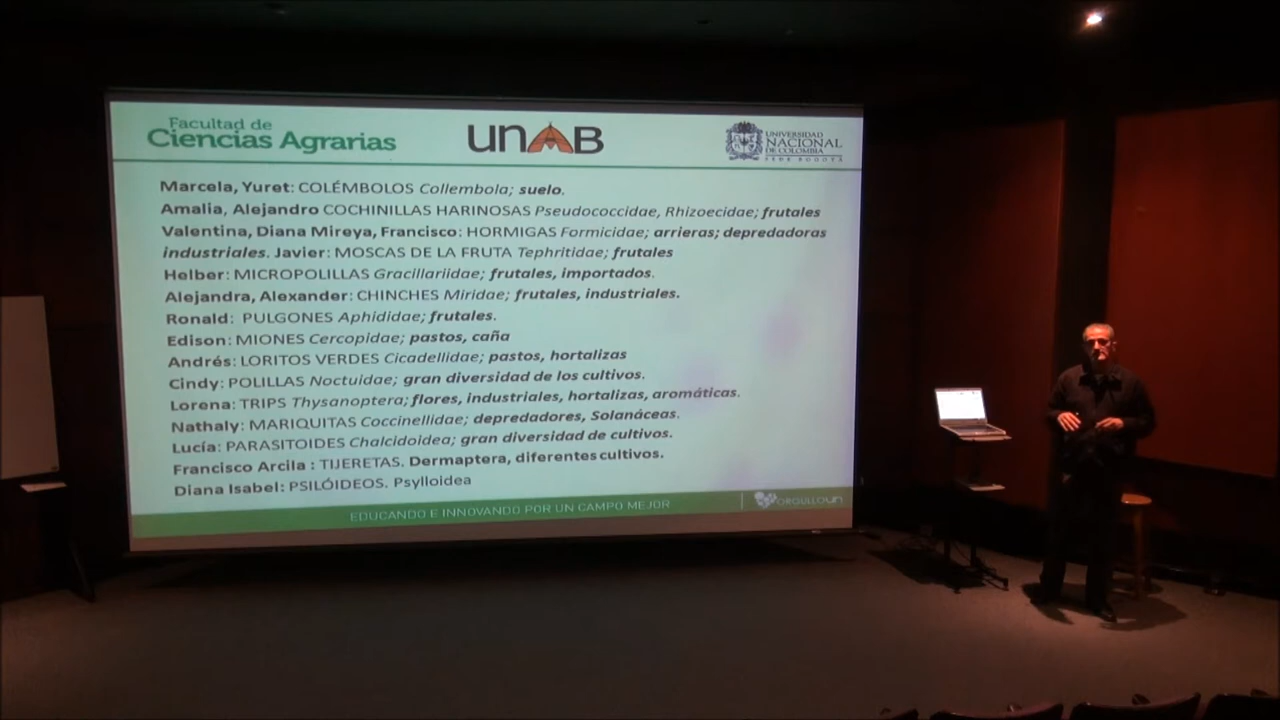 Facultad de
Ciencias Agrarias
UNAB
UNIVERSIDAD
NACIONAL
DE COLOMBIA
SEDE BOGOTÁ
Marcela, Yuret: COLÉMBOLOS Collembola; suelo.
Amalia, Alejandro COCHINILLAS HARINOSAS Pseudococcidae, Rhizoecidae; frutales
Valentina, Diana Mireya, Francisco: HORMIGAS Formicidae; arrieras; depredadoras
industriales. Javier: MOSCAS DE LA FRUTA Tephritidae; frutales
Helber: MICROPOLILLAS Gracillariidae; frutales, importados.
Alejandra, Alexander: CHINCHES Miridae; frutales, industriales.
Ronald: PULGONES Aphididae; frutales.
Edison: MIONES Cercopidae; pastos, caña
Andrés: LORITOS VERDES Cicadellidae; pastos, hortalizas
Cindy: POLILLAS Noctuidae; gran diversidad de los cultivos.
Lorena: TRIPS Thysanoptera; flores, industriales, hortalizas, aromáticas.
Nathaly: MARIQUITAS Coccinellidae; depredadores, Solanáceas.
Lucía: PARASITOIDES Chalcidoidea; gran diversidad de cultivos.
Francisco Arcila : TIJERETAS. Dermaptera, diferentes cultivos.
Diana Isabel: PSILÓIDEOS. Psylloidea
EDUCANDO E INNOVANDO POR UN CAMPO MEJOR
ORGULLOUN